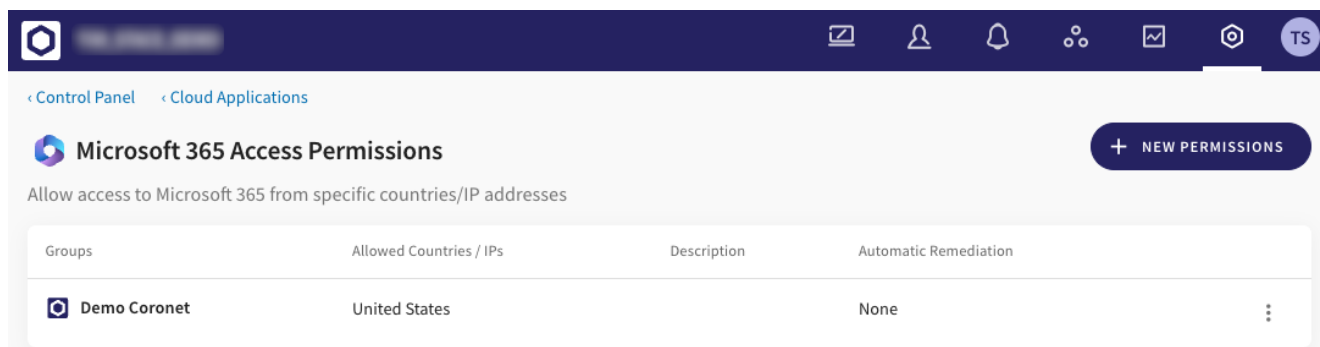 TS
‹ Control Panel ‹ Cloud Applications
Microsoft 365 Access Permissions
+ NEW PERMISSIONS
Allow access to Microsoft 365 from specific countries/IP addresses
Groups Allowed Countries / IPs Description Automatic Remediation
Demo Coronet United States None